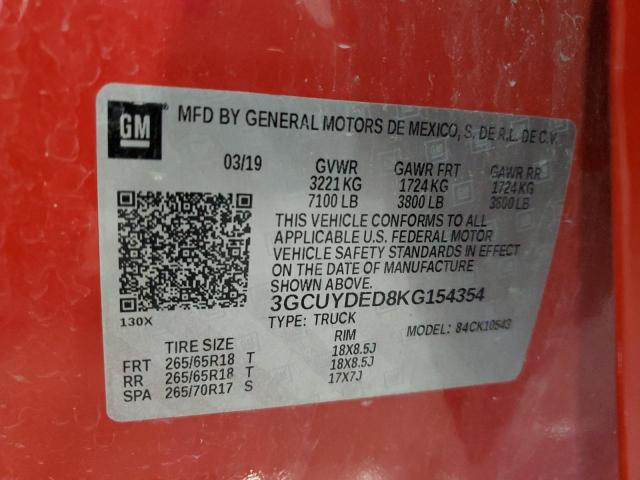 GM
MFD BY GENERAL MOTORS DE MEXICO, S. DE R.L. DE C.V.
03/19 GVWR GAWR FRT GAWR RR
3221 KG 1724 KG 1724 KG
7100 LB 3800 LB 3800 LB
THIS VEHICLE CONFORMS TO ALL
APPLICABLE U.S. FEDERAL MOTOR
VEHICLE SAFETY STANDARDS IN EFFECT
ON THE DATE OF MANUFACTURE
SHOWN ABOVE.
3GCUYDED8KG154354
130X
TYPE: TRUCK MODEL: 84CK10543
TIRE SIZE RIM
FRT 265/65R18 T 18X8.5J
RR 265/65R18 T 18X8.5J
SPA 265/70R17 S 17X7J